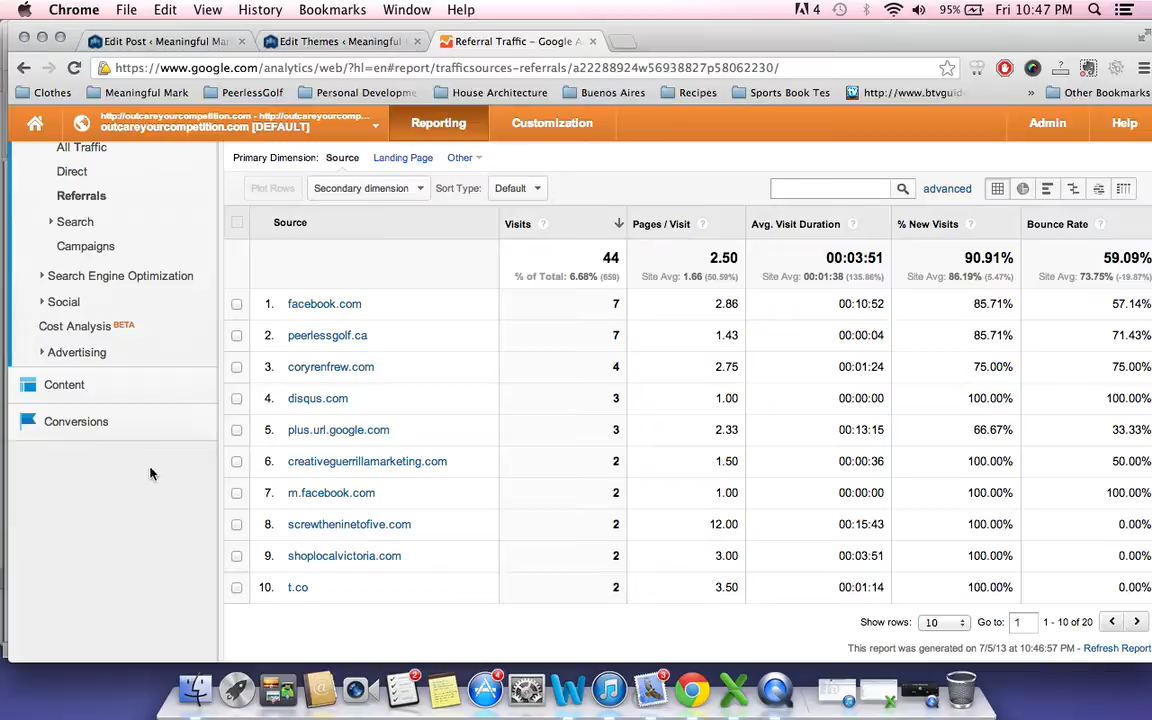 Chrome File Edit View History Bookmarks Window Help 4 95% Fri 10:47 PM
Edit Post ‹ Meaningful Mar × Edit Themes ‹ Meaningful × Referral Traffic – Google A ×
https://www.google.com/analytics/web/?hl=en#report/trafficsources-referrals/a22288924w56938827p58062230/
Clothes Meaningful Mark PeerlessGolf Personal Developme House Architecture Buenos Aires Recipes Sports Book Tes http://www.btvguid » Other Bookmarks
http://outcareyourcompetition.com - http://outcareyourcomp...
outcareyourcompetition.com [DEFAULT]
Reporting Customization Admin Help
All Traffic
Direct
Referrals
Search
Campaigns
Search Engine Optimization
Social
Cost Analysis BETA
Advertising
Content
Conversions
Primary Dimension: Source Landing Page Other
Plot Rows Secondary dimension Sort Type: Default advanced
Source Visits ? Pages / Visit ? Avg. Visit Duration ? % New Visits ? Bounce Rate ?
44 2.50 00:03:51 90.91% 59.09%
% of Total: 6.68% (659) Site Avg: 1.66 (50.59%) Site Avg: 00:01:38 (135.86%) Site Avg: 86.19% (5.47%) Site Avg: 73.75% (-19.87%)
1. facebook.com 7 2.86 00:10:52 85.71% 57.14%
2. peerlessgolf.ca 7 1.43 00:00:04 85.71% 71.43%
3. coryrenfrew.com 4 2.75 00:01:24 75.00% 75.00%
4. disqus.com 3 1.00 00:00:00 100.00% 100.00%
5. plus.url.google.com 3 2.33 00:13:15 66.67% 33.33%
6. creativeguerrillamarketing.com 2 1.50 00:00:36 100.00% 50.00%
7. m.facebook.com 2 1.00 00:00:00 100.00% 100.00%
8. screwtheninetofive.com 2 12.00 00:15:43 100.00% 0.00%
9. shoplocalvictoria.com 2 3.00 00:03:51 100.00% 0.00%
10. t.co 2 3.50 00:01:14 100.00% 0.00%
Show rows: 10 Go to: 1 1 - 10 of 20
This report was generated on 7/5/13 at 10:46:57 PM - Refresh Report
2 4 3